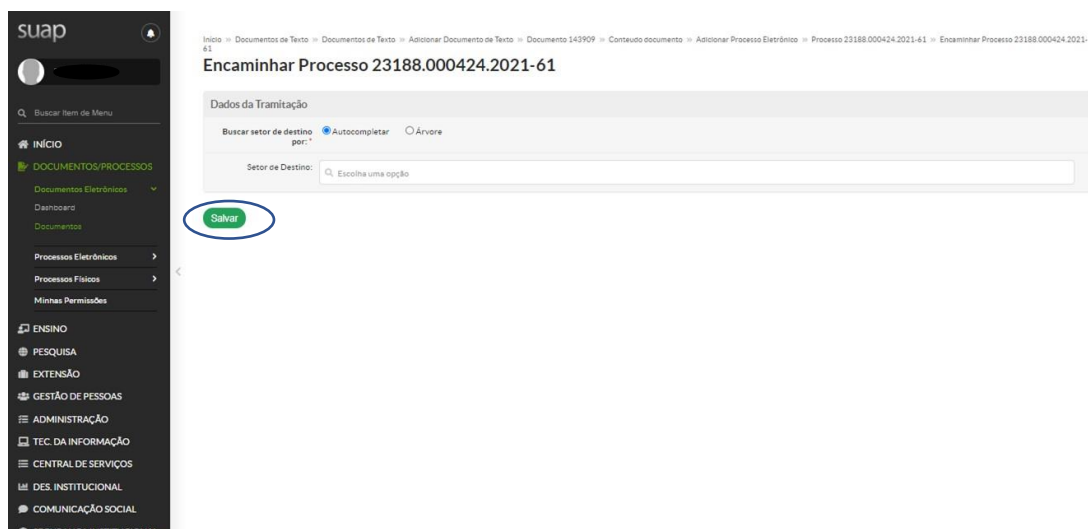 suap
Buscar Item de Menu
INÍCIO
DOCUMENTOS/PROCESSOS
Documentos Eletrônicos
Dashboard
Documentos
Processos Eletrônicos
Processos Físicos
Minhas Permissões
ENSINO
PESQUISA
EXTENSÃO
GESTÃO DE PESSOAS
ADMINISTRAÇÃO
TEC. DA INFORMAÇÃO
CENTRAL DE SERVIÇOS
DES. INSTITUCIONAL
COMUNICAÇÃO SOCIAL
Início » Documentos de Texto » Documentos de Texto » Adicionar Documento de Texto » Documento 143909 » Conteudo documento » Adicionar Processo Eletrônico » Processo 23188.000424.2021-61 » Encaminhar Processo 23188.000424.2021-
61
Encaminhar Processo 23188.000424.2021-61
Dados da Tramitação
Buscar setor de destino Autocompletar Árvore
por: *
Setor de Destino: Escolha uma opção
Salvar